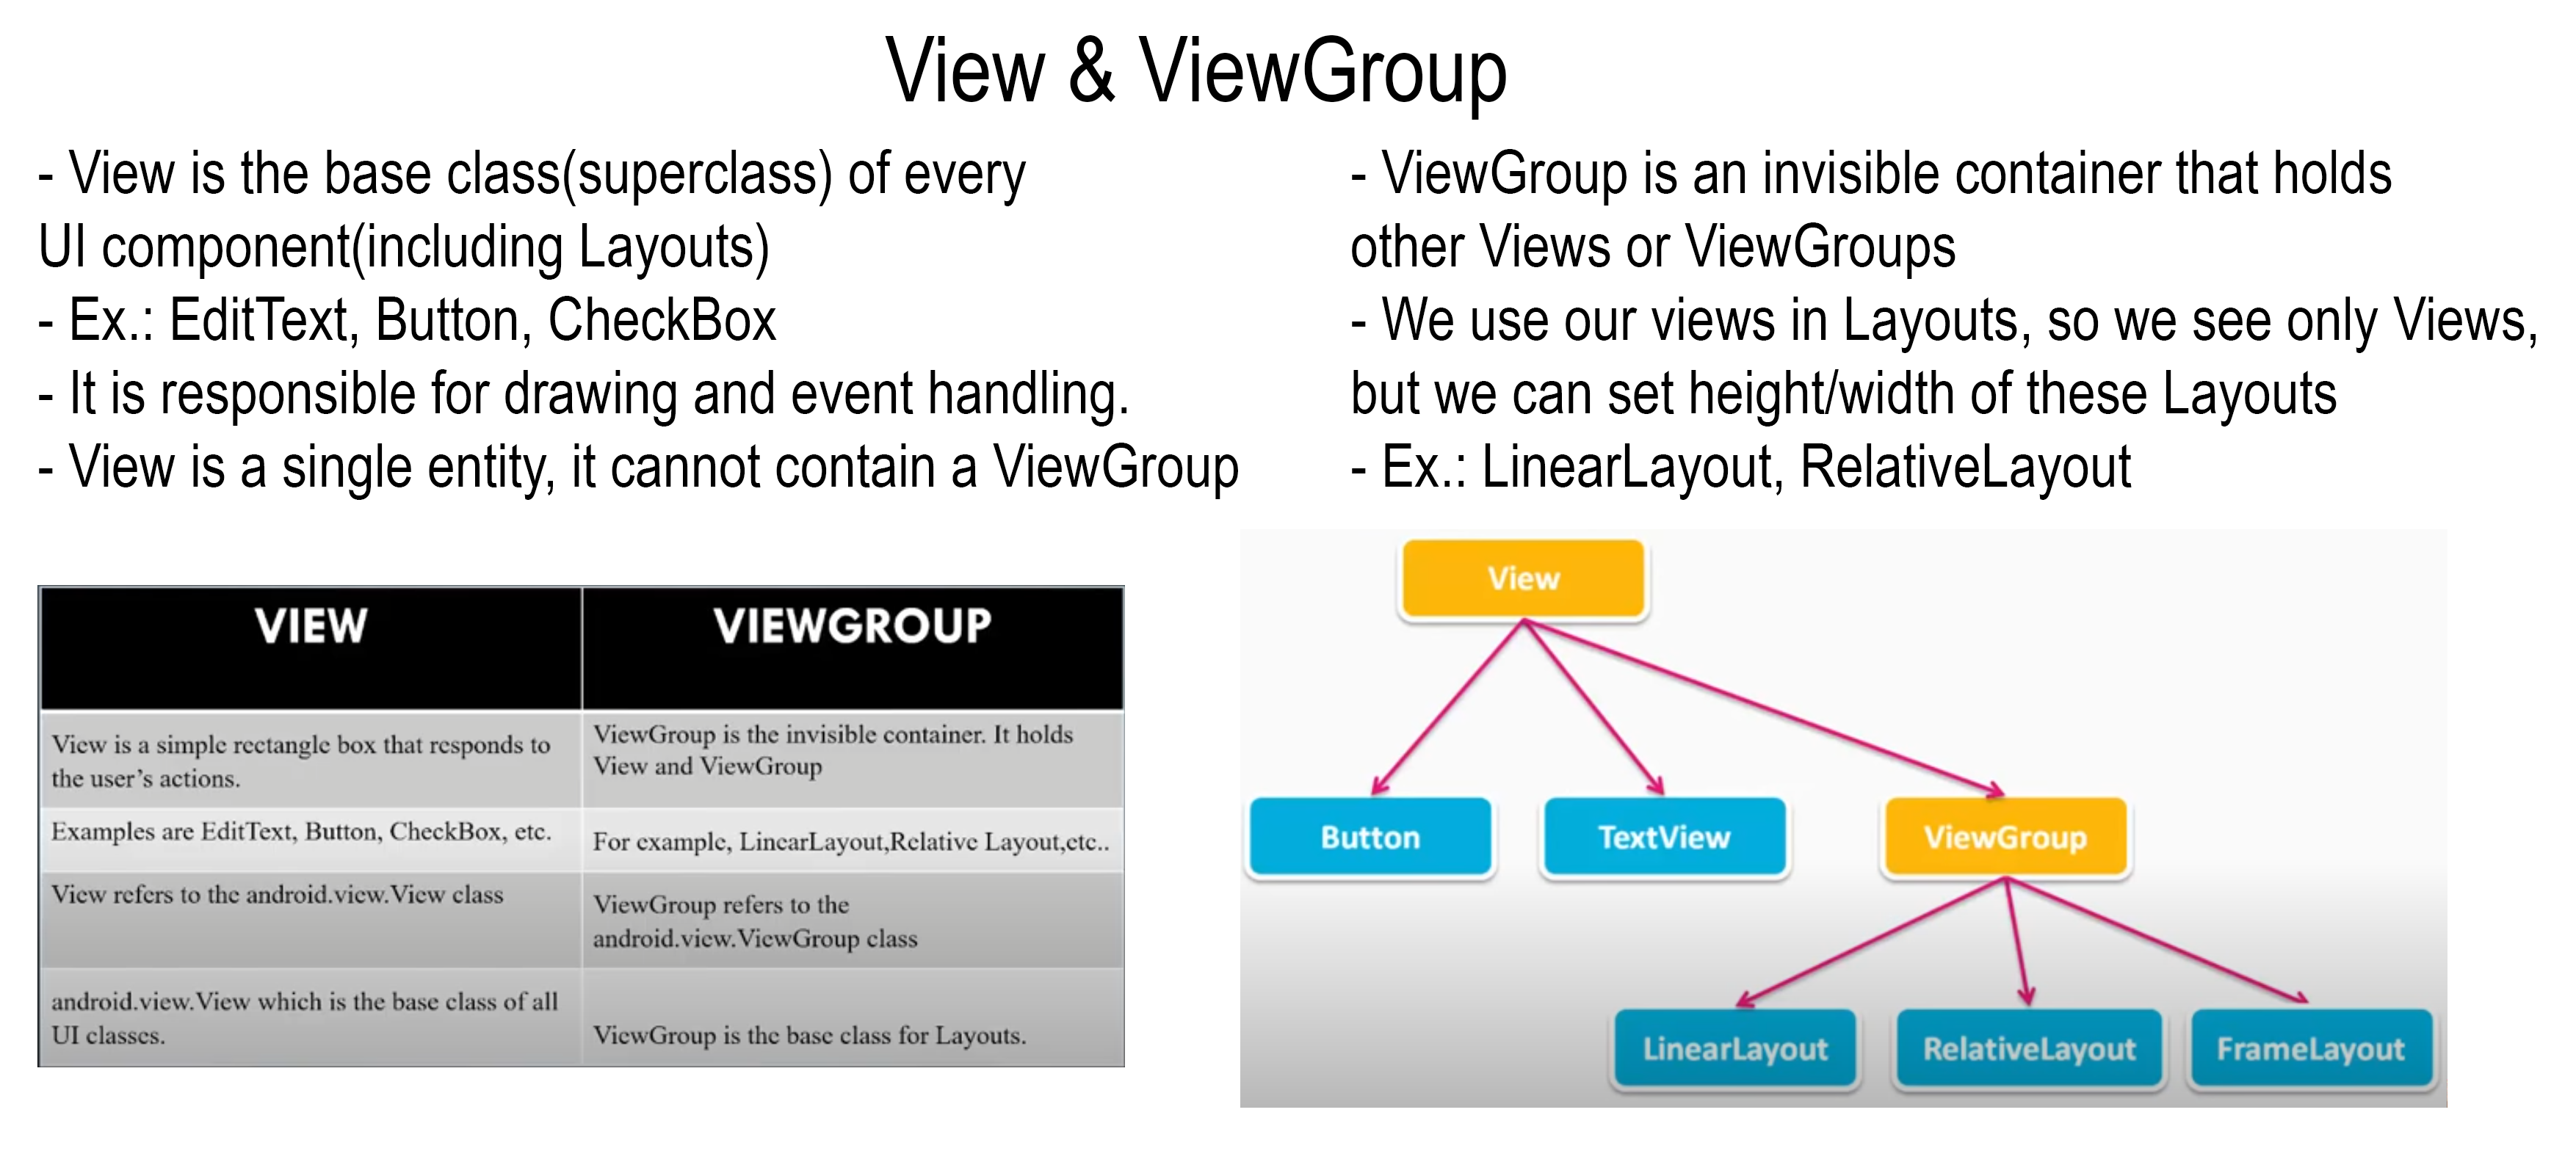 View & ViewGroup
- View is the base class(superclass) of every
UI component(including Layouts)
- Ex.: EditText, Button, CheckBox
- It is responsible for drawing and event handling.
- View is a single entity, it cannot contain a ViewGroup
- ViewGroup is an invisible container that holds
other Views or ViewGroups
- We use our views in Layouts, so we see only Views,
but we can set height/width of these Layouts
- Ex.: LinearLayout, RelativeLayout
VIEW
VIEWGROUP
View is a simple rectangle box that responds to
the user's actions.
ViewGroup is the invisible container. It holds
View and ViewGroup
Examples are EditText, Button, CheckBox, etc.
For example, LinearLayout,Relative Layout,etc..
View refers to the android.view.View class
ViewGroup refers to the
android.view.ViewGroup class
android.view.View which is the base class of all
UI classes.
ViewGroup is the base class for Layouts.
View
Button
TextView
ViewGroup
LinearLayout
RelativeLayout
FrameLayout